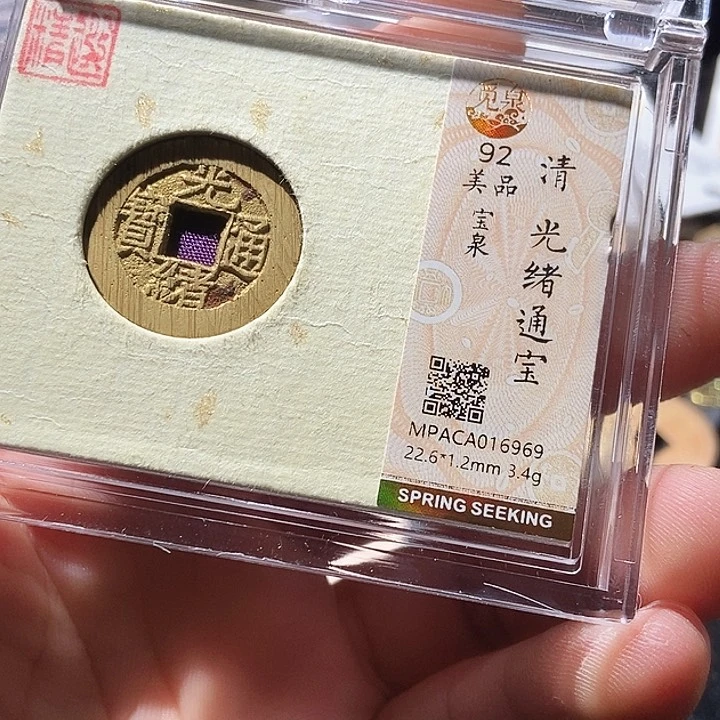 光
緒
通
寶
觅泉
92
美品
宝泉
清
光绪通宝
MPACA016969
22.6*1.2mm 3.4g
SPRING SEEKING